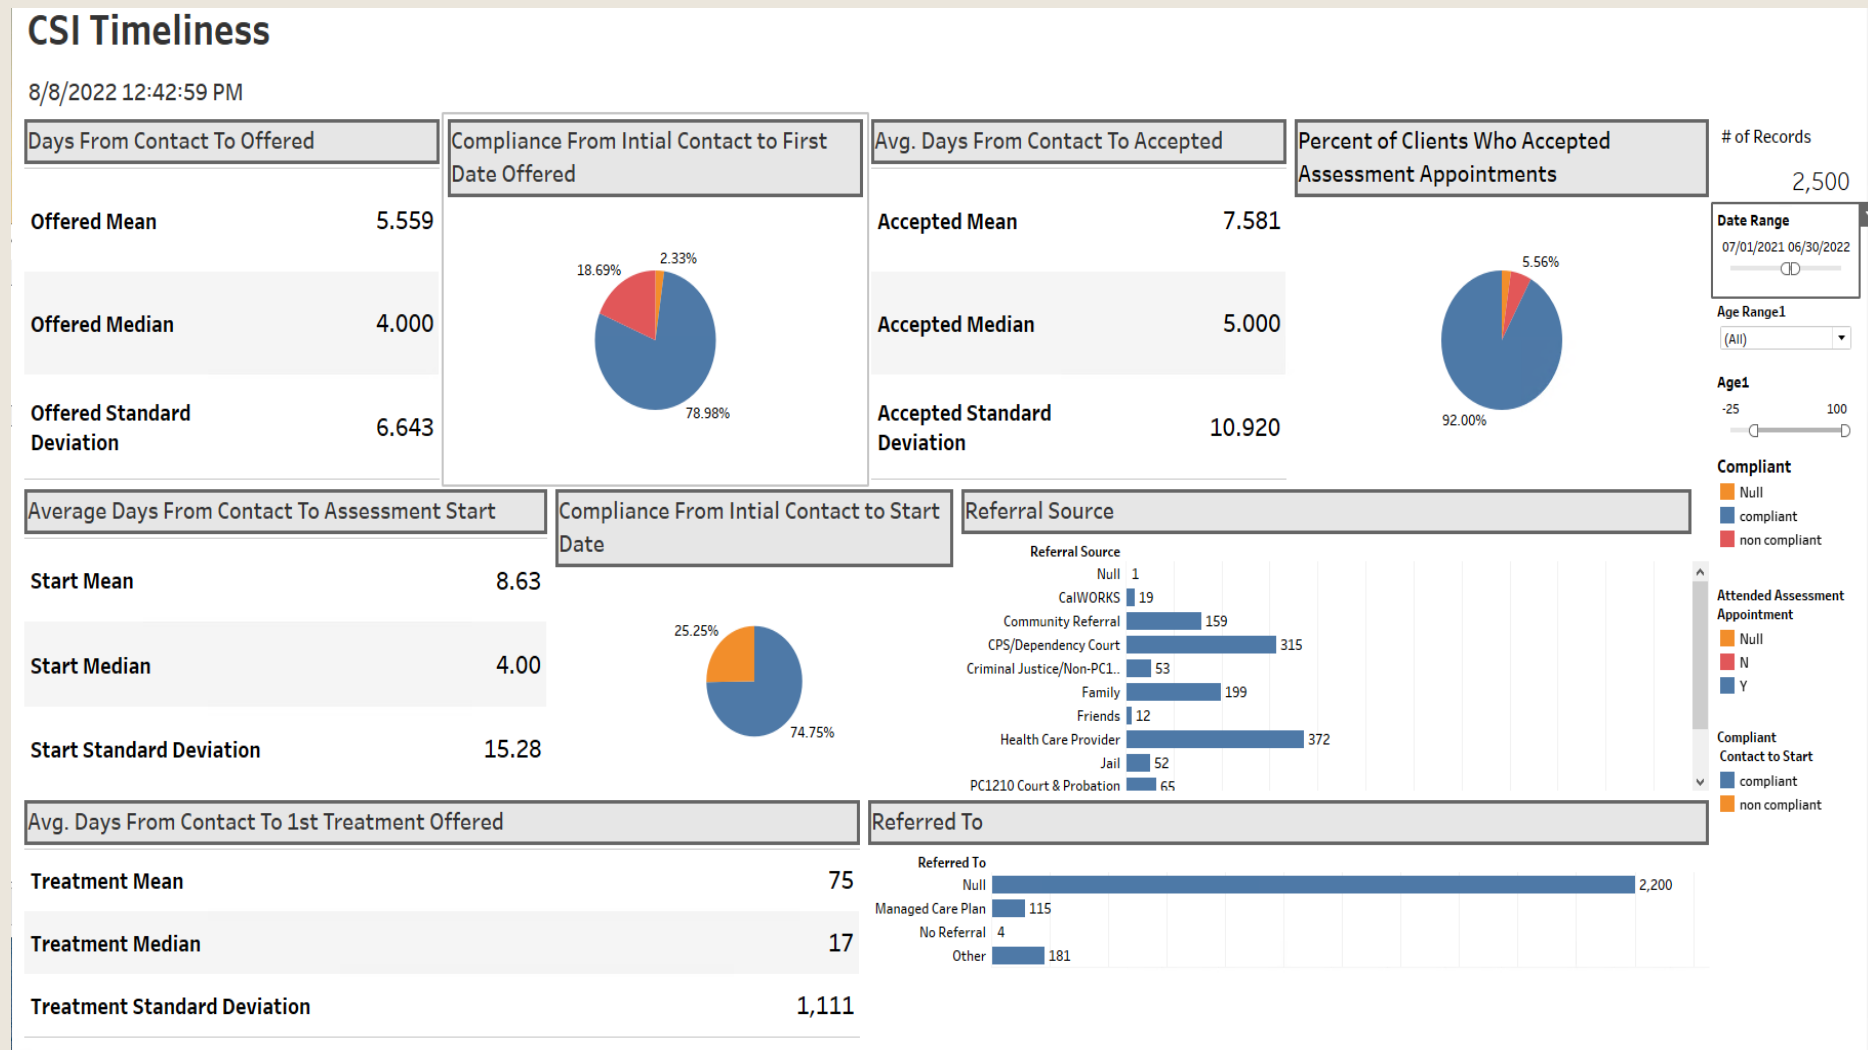 CSI Timeliness
8/8/2022 12:42:59 PM
Days From Contact To Offered
Offered Mean 5.559
Offered Median 4.000
Offered Standard
Deviation
6.643
Compliance From Intial Contact to First
Date Offered
2.33%
18.69%
78.98%
Avg. Days From Contact To Accepted
Accepted Mean 7.581
Accepted Median 5.000
Accepted Standard
Deviation
10.920
Percent of Clients Who Accepted
Assessment Appointments
5.56%
92.00%
# of Records
2,500
Date Range
07/01/2021 06/30/2022
Age Range1
(All)
Age1
-25 100
Compliant
Null
compliant
non compliant
Attended Assessment
Appointment
Null
N
Y
Compliant
Contact to Start
compliant
non compliant
Average Days From Contact To Assessment Start
Start Mean 8.63
Start Median 4.00
Start Standard Deviation 15.28
Compliance From Intial Contact to Start
Date
25.25%
74.75%
Referral Source
Referral Source
Null 1
CalWORKS 19
Community Referral 159
CPS/Dependency Court 315
Criminal Justice/Non-PC1.. 53
Family 199
Friends 12
Health Care Provider 372
Jail 52
PC1210 Court & Probation 65
Avg. Days From Contact To 1st Treatment Offered
Treatment Mean 75
Treatment Median 17
Treatment Standard Deviation 1,111
Referred To
Referred To
Null 2,200
Managed Care Plan 115
No Referral 4
Other 181